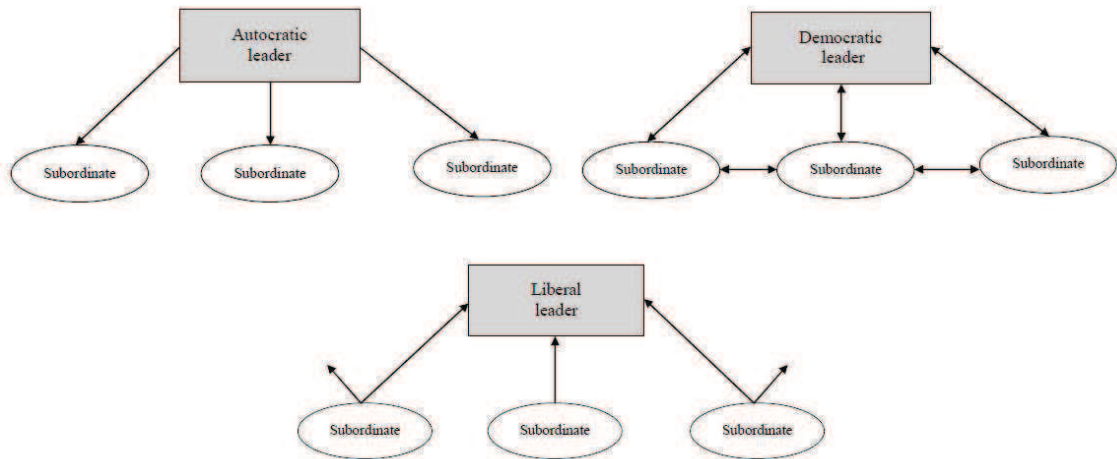 Autocratic
leader
Democratic
leader
Subordinate
Subordinate
Subordinate
Subordinate
Subordinate
Subordinate
Liberal
leader
Subordinate
Subordinate
Subordinate